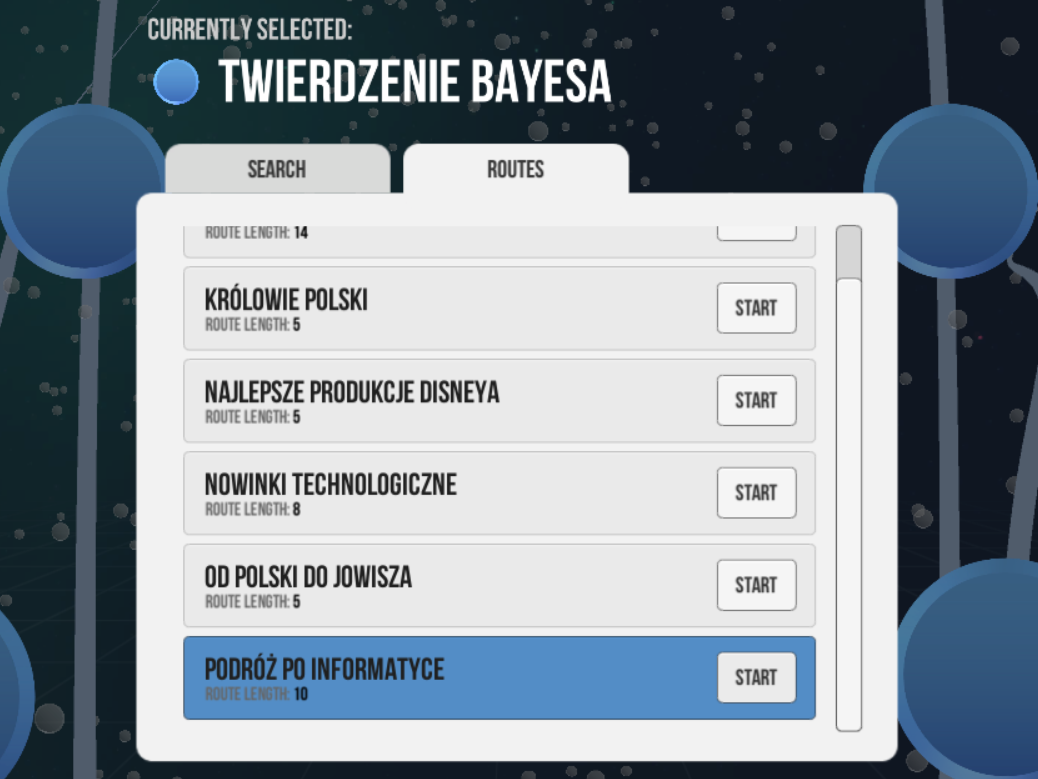 CURRENTLY SELECTED:
TWIERDZENIE BAYESA
SEARCH
ROUTES
ROUTE LENGTH: 14
KRÓLOWIE POLSKI
ROUTE LENGTH: 5
START
NAJLEPSZE PRODUKCJE DISNEYA
ROUTE LENGTH: 5
START
NOWINKI TECHNOLOGICZNE
ROUTE LENGTH: 8
START
OD POLSKI DO JOWISZA
ROUTE LENGTH: 5
START
PODRÓŻ PO INFORMATYCE
ROUTE LENGTH: 10
START